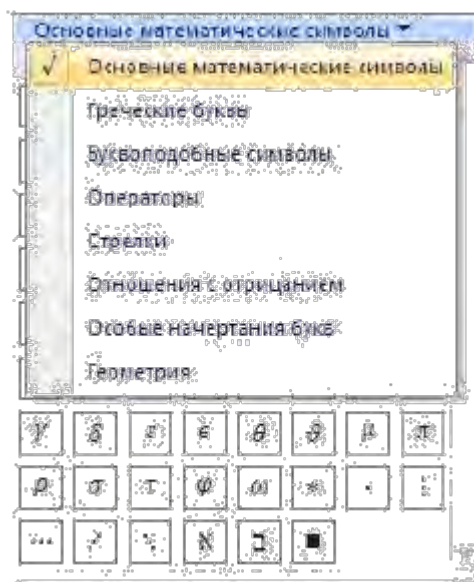 Основные математические символы
√ Основные математические символы
Греческие буквы
Буквоподобные символы
Операторы
Стрелки
Отношения с отрицанием
Особые начертания букв
Геометрия
γ δ ε ϵ θ ϑ μ π
ρ σ τ φ ω * ∙ ⋮
⋯ ⋰ ⋱ ℵ ℶ ■